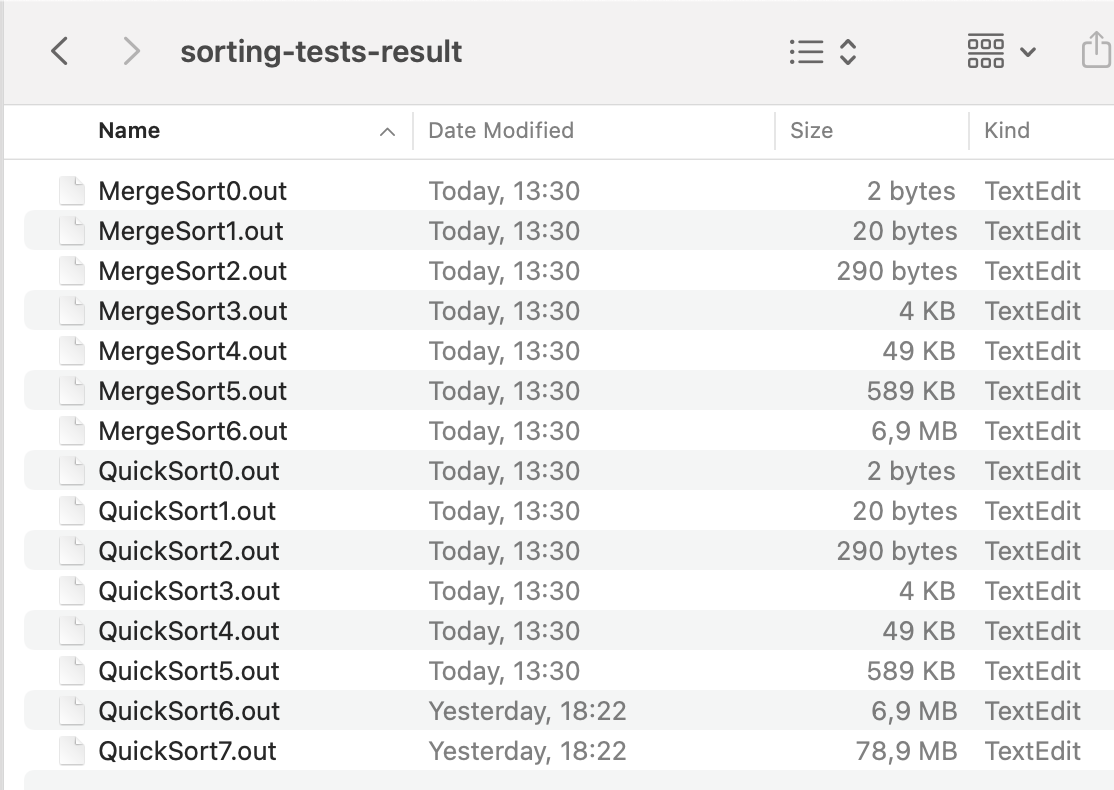 sorting-tests-result
Name Date Modified Size Kind
MergeSort0.out Today, 13:30 2 bytes TextEdit
MergeSort1.out Today, 13:30 20 bytes TextEdit
MergeSort2.out Today, 13:30 290 bytes TextEdit
MergeSort3.out Today, 13:30 4 KB TextEdit
MergeSort4.out Today, 13:30 49 KB TextEdit
MergeSort5.out Today, 13:30 589 KB TextEdit
MergeSort6.out Today, 13:30 6,9 MB TextEdit
QuickSort0.out Today, 13:30 2 bytes TextEdit
QuickSort1.out Today, 13:30 20 bytes TextEdit
QuickSort2.out Today, 13:30 290 bytes TextEdit
QuickSort3.out Today, 13:30 4 KB TextEdit
QuickSort4.out Today, 13:30 49 KB TextEdit
QuickSort5.out Today, 13:30 589 KB TextEdit
QuickSort6.out Yesterday, 18:22 6,9 MB TextEdit
QuickSort7.out Yesterday, 18:22 78,9 MB TextEdit